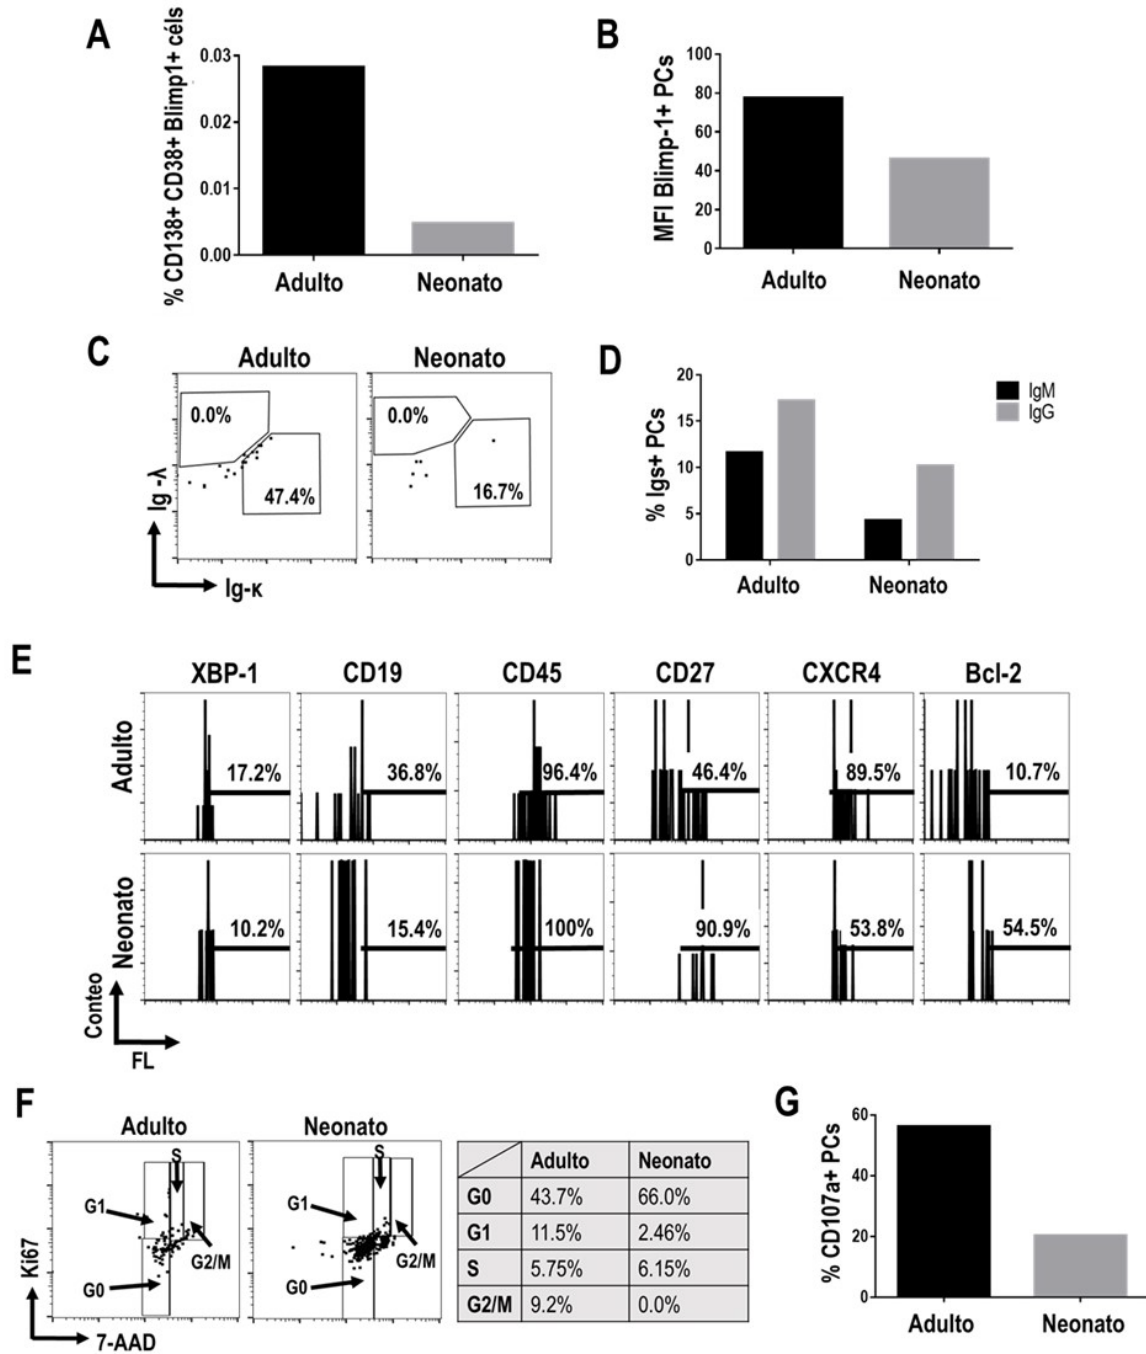 A
% CD138+ CD38+ Blimp1+ céls
0.03
0.02
0.01
0.00
Adulto Neonato
B
MFI Blimp-1+ PCs
100
80
60
40
20
0
Adulto Neonato
C
Adulto Neonato
0.0% 0.0%
47.4% 16.7%
Ig -λ
Ig-κ
D
% Igs+ PCs
20
15
10
5
0
Adulto Neonato
IgM
IgG
E
XBP-1 CD19 CD45 CD27 CXCR4 Bcl-2
Adulto
17.2% 36.8% 96.4% 46.4% 89.5% 10.7%
Neonato
10.2% 15.4% 100% 90.9% 53.8% 54.5%
Conteo
FL
F
Adulto Neonato
S S
G1 G1
G2/M G2/M
G0 G0
Ki67
7-AAD
Adulto Neonato
G0 43.7% 66.0%
G1 11.5% 2.46%
S 5.75% 6.15%
G2/M 9.2% 0.0%
G
% CD107a+ PCs
60
40
20
0
Adulto Neonato